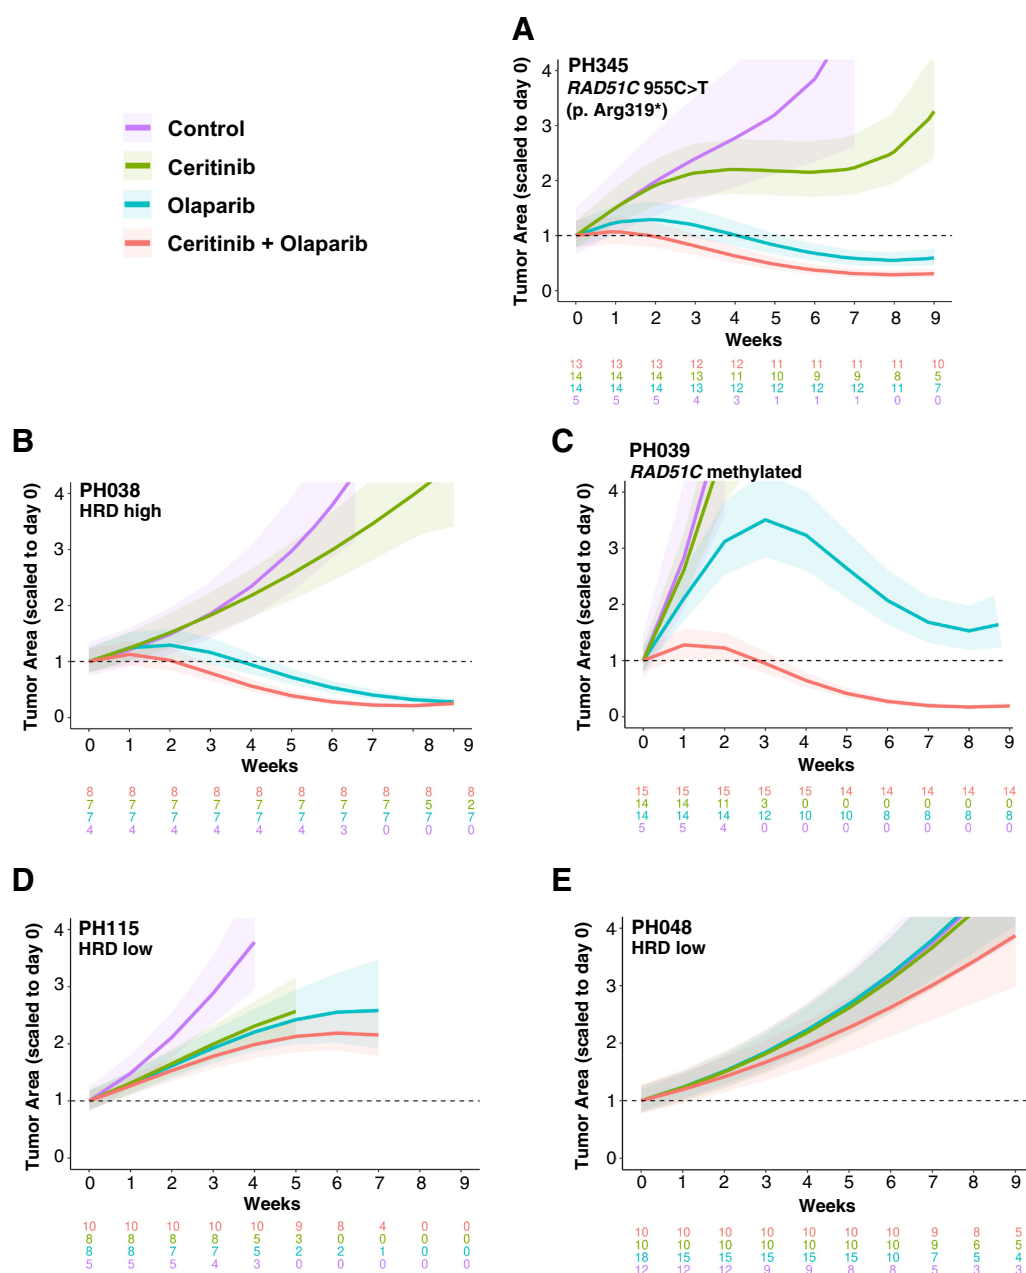 A
Control
Ceritinib
Olaparib
Ceritinib + Olaparib
Tumor Area (scaled to day 0)
PH345
RAD51C 955C>T
(p. Arg319*)
4
3
2
1
0
0 1 2 3 4 5 6 7 8 9
Weeks
13 13 13 12 12 11 11 11 11 10
14 14 14 13 11 10 9 9 8 5
14 14 14 13 12 12 12 12 11 7
5 5 5 4 3 1 1 1 0 0
B
Tumor Area (scaled to day 0)
PH038
HRD high
4
3
2
1
0
0 1 2 3 4 5 6 7 8 9
Weeks
8 8 8 8 8 8 8 8 8 8
7 7 7 7 7 7 7 7 5 2
7 7 7 7 7 7 7 7 7 7
4 4 4 4 4 4 3 0 0 0
C
PH039
RAD51C methylated
Tumor Area (scaled to day 0)
4
3
2
1
0
0 1 2 3 4 5 6 7 8 9
Weeks
15 15 15 15 15 14 14 14 14 14
14 14 11 3 0 0 0 0 0 0
14 14 14 12 10 10 8 8 8 8
5 5 4 0 0 0 0 0 0 0
D
Tumor Area (scaled to day 0)
PH115
HRD low
4
3
2
1
0
0 1 2 3 4 5 6 7 8 9
Weeks
10 10 10 10 10 9 8 4 0 0
8 8 8 8 5 3 0 0 0 0
8 8 7 7 5 2 2 1 0 0
5 5 5 4 3 0 0 0 0 0
E
Tumor Area (scaled to day 0)
PH048
HRD low
4
3
2
1
0
0 1 2 3 4 5 6 7 8 9
Weeks
10 10 10 10 10 10 10 9 8 5
10 10 10 10 10 10 10 9 6 5
18 15 15 15 15 15 10 7 5 4
12 12 12 9 9 8 8 4 3 3